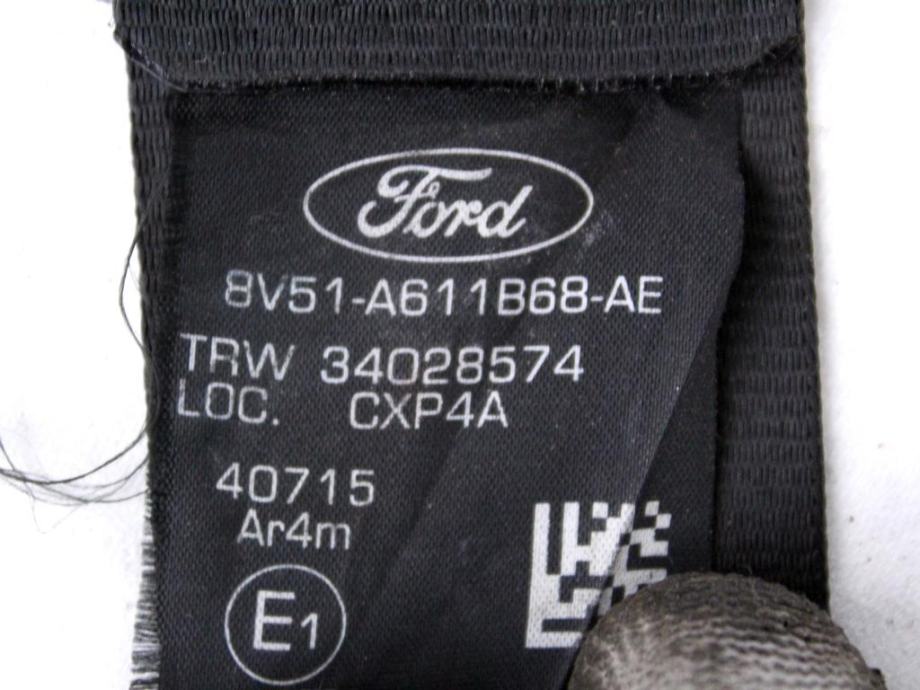 Ford
8V51-A611B68-AE
TRW 34028574
LOC. CXP4A
40715
Ar4m
E1